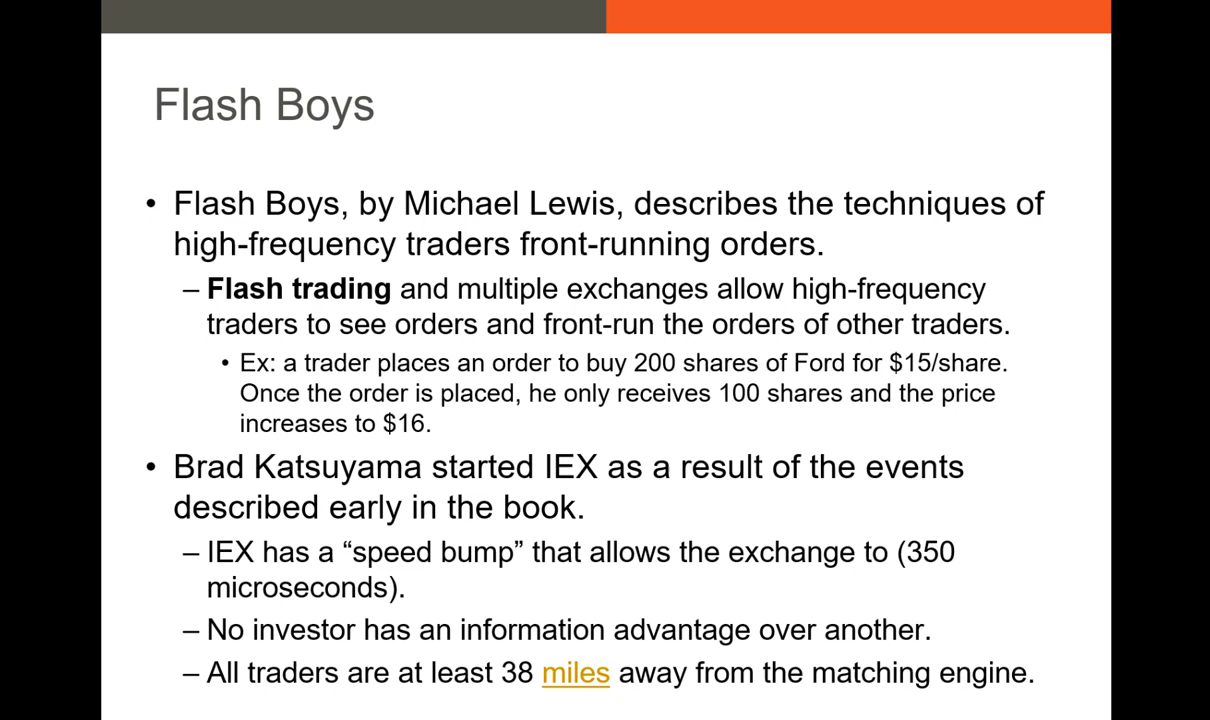 Flash Boys
• Flash Boys, by Michael Lewis, describes the techniques of
high-frequency traders front-running orders.
– Flash trading and multiple exchanges allow high-frequency
traders to see orders and front-run the orders of other traders.
• Ex: a trader places an order to buy 200 shares of Ford for $15/share.
Once the order is placed, he only receives 100 shares and the price
increases to $16.
• Brad Katsuyama started IEX as a result of the events
described early in the book.
– IEX has a “speed bump” that allows the exchange to (350
microseconds).
– No investor has an information advantage over another.
– All traders are at least 38 miles away from the matching engine.